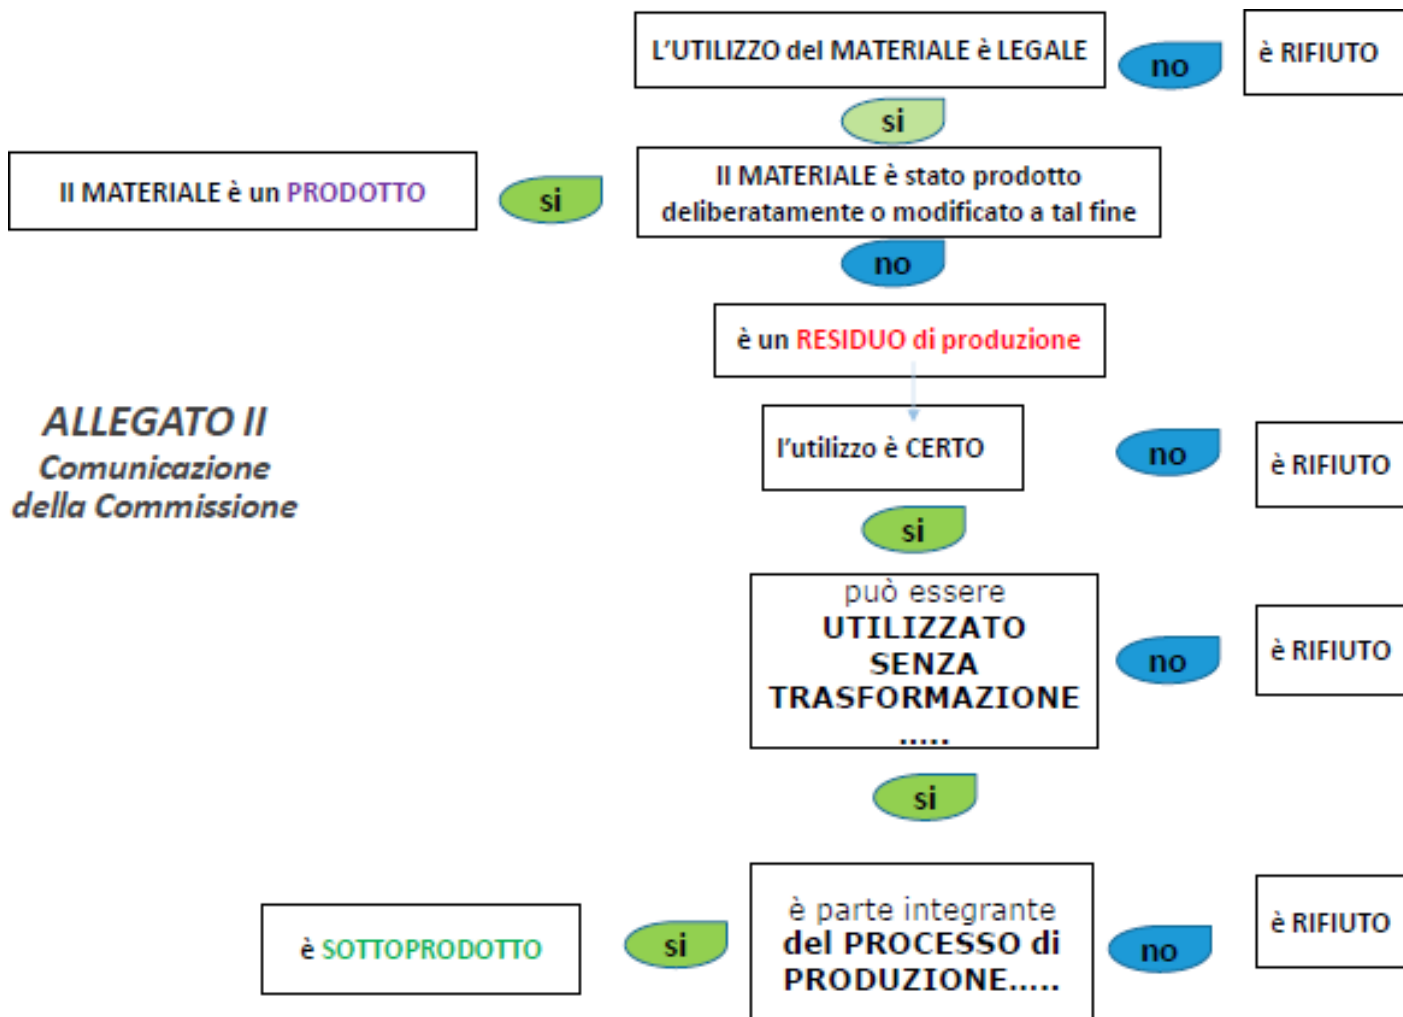 L'UTILIZZO del MATERIALE è LEGALE
no
è RIFIUTO
si
Il MATERIALE è un PRODOTTO
si
Il MATERIALE è stato prodotto
deliberatamente o modificato a tal fine
no
è un RESIDUO di produzione
ALLEGATO II
Comunicazione
della Commissione
l'utilizzo è CERTO
no
è RIFIUTO
si
può essere
UTILIZZATO
SENZA
TRASFORMAZIONE
.....
no
è RIFIUTO
si
è parte integrante
del PROCESSO di
PRODUZIONE.....
no
è RIFIUTO
si
è SOTTOPRODOTTO